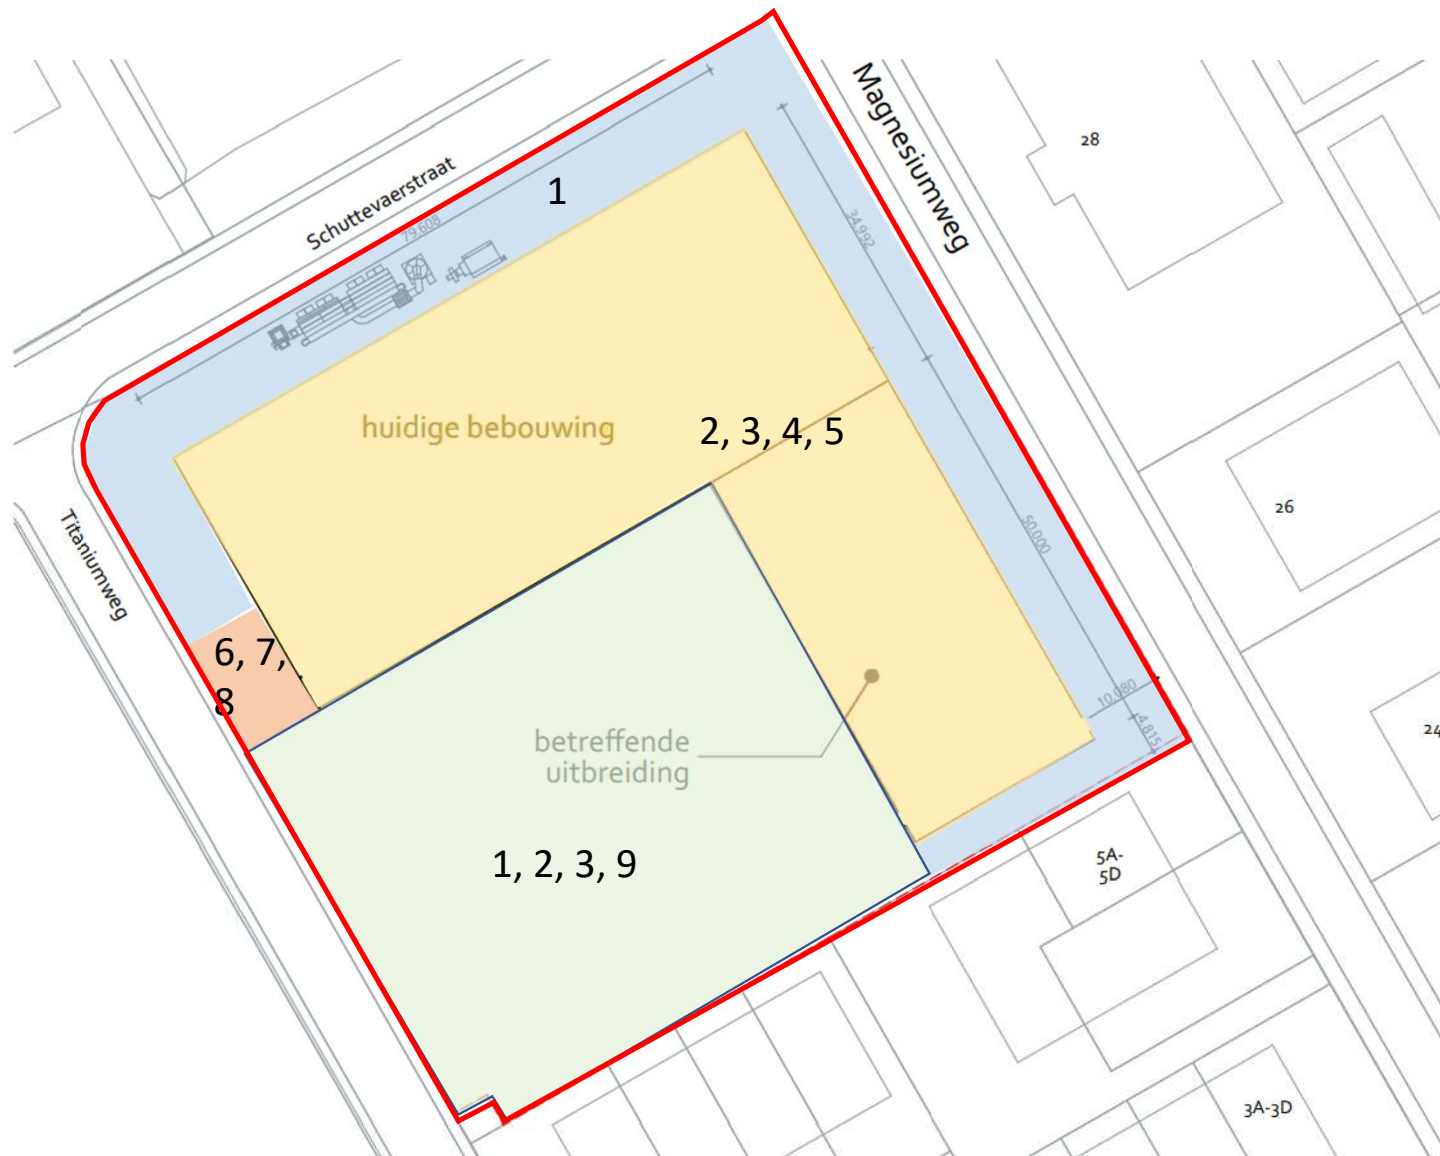 Magnesiumweg
28
Schuttevaerstraat
1
79.608
34.992
huidige bebouwing
2, 3, 4, 5
26
50.000
Titaniumweg
6, 7,
8
10.080
4.815
24
betreffende
uitbreiding
1, 2, 3, 9
5A-
5D
3A-3D